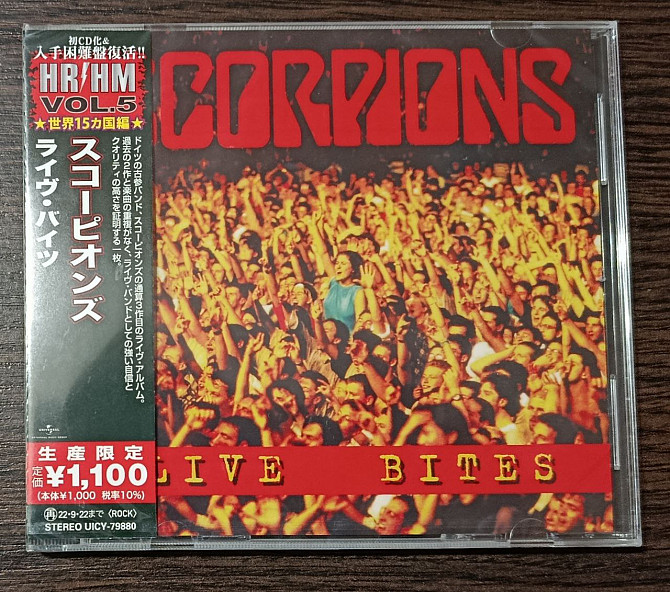 初CD化&
入手困難盤復活!!
HR/HM
VOL.5
★世界15カ国編★
スコーピオンズ
ライヴ・バイツ
ドイツの古参バンド、スコーピオンズの通算3作目のライヴ・アルバム。
過去の2作と楽曲の重複がなく、ライヴ・バンドとしての強い自信と
クオリティの高さを証明する一枚。
UNIVERSAL
生産限定
定価¥1,100
(本体¥1,000 税率10%)
再22-9-22まで〈ROCK〉
STEREO UICY-79880
CORPIONS
LIVE BITES